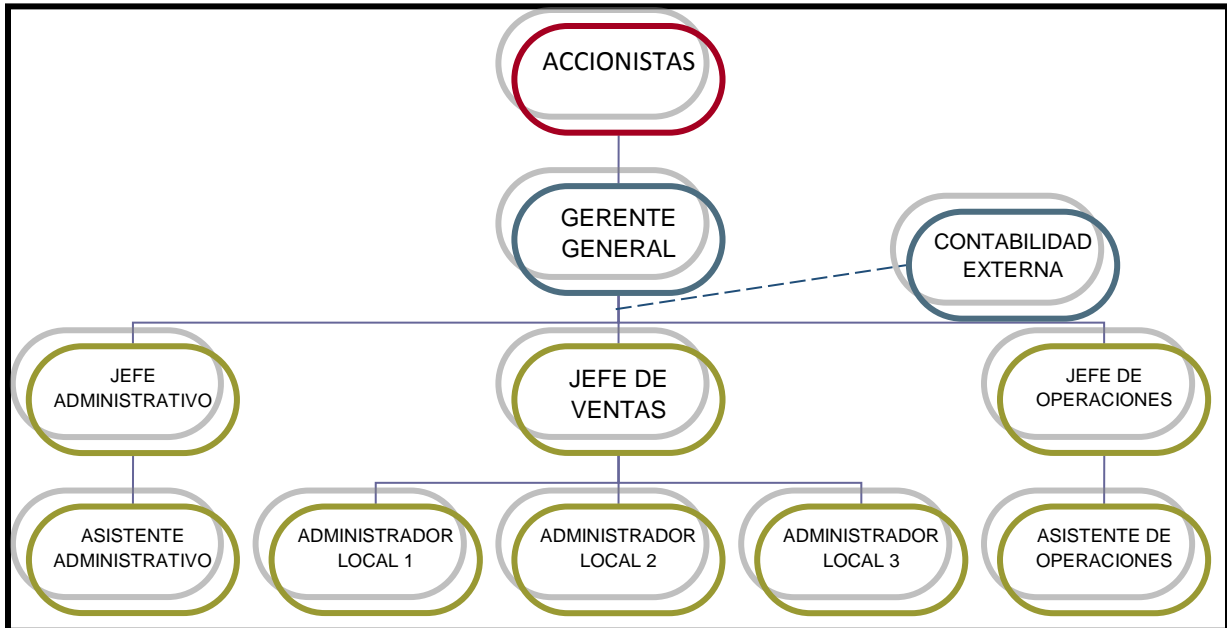 ACCIONISTAS
GERENTE
GENERAL
CONTABILIDAD
EXTERNA
JEFE
ADMINISTRATIVO
JEFE DE
VENTAS
JEFE DE
OPERACIONES
ASISTENTE
ADMINISTRATIVO
ADMINISTRADOR
LOCAL 1
ADMINISTRADOR
LOCAL 2
ADMINISTRADOR
LOCAL 3
ASISTENTE DE
OPERACIONES